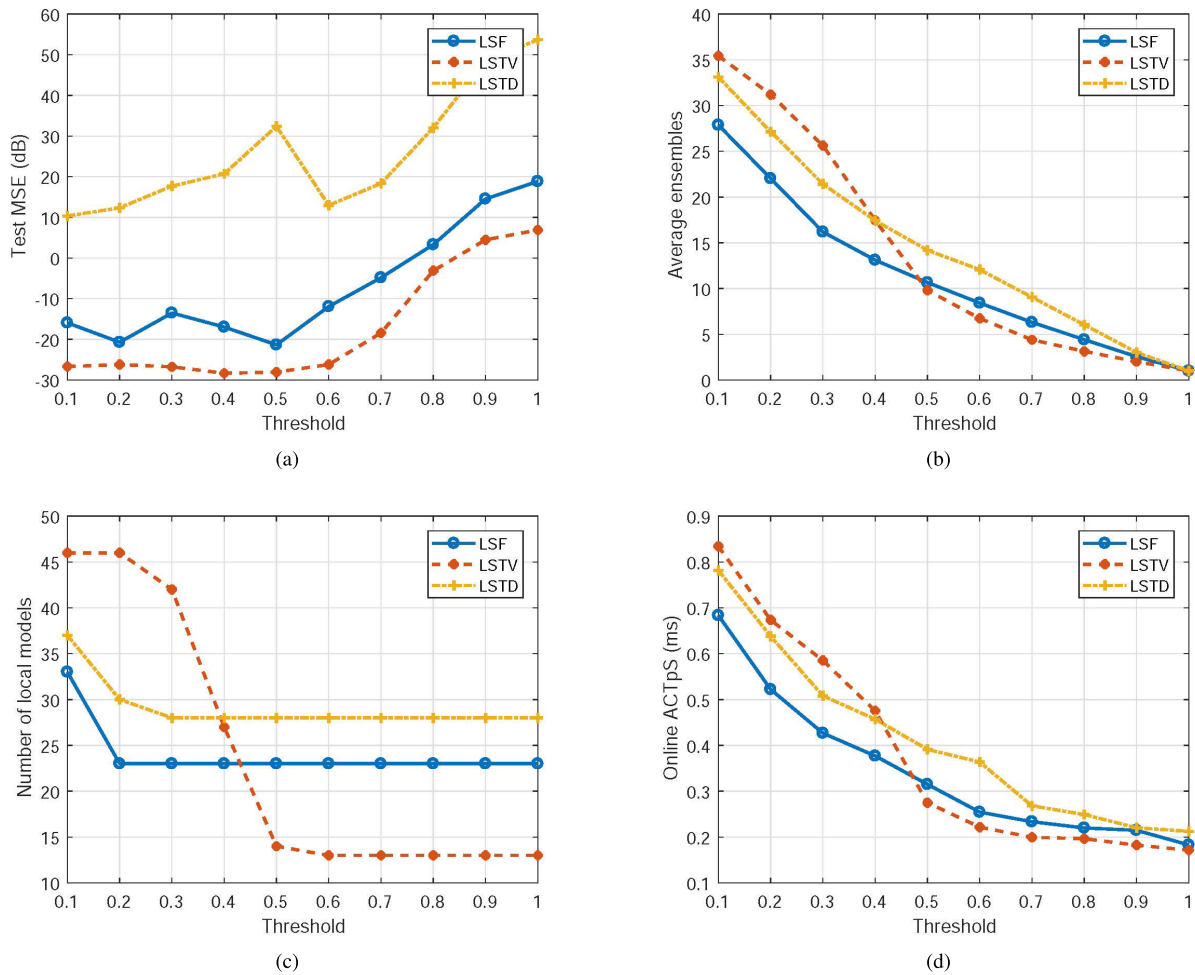 60
50
40
30
20
10
0
-10
-20
-30
Test MSE (dB)
0.1 0.2 0.3 0.4 0.5 0.6 0.7 0.8 0.9 1
Threshold
LSF
LSTV
LSTD
(a)
40
35
30
25
20
15
10
5
0
Average ensembles
0.1 0.2 0.3 0.4 0.5 0.6 0.7 0.8 0.9 1
Threshold
LSF
LSTV
LSTD
(b)
50
45
40
35
30
25
20
15
10
Number of local models
0.1 0.2 0.3 0.4 0.5 0.6 0.7 0.8 0.9 1
Threshold
LSF
LSTV
LSTD
(c)
0.9
0.8
0.7
0.6
0.5
0.4
0.3
0.2
0.1
Online ACTpS (ms)
0.1 0.2 0.3 0.4 0.5 0.6 0.7 0.8 0.9 1
Threshold
LSF
LSTV
LSTD
(d)